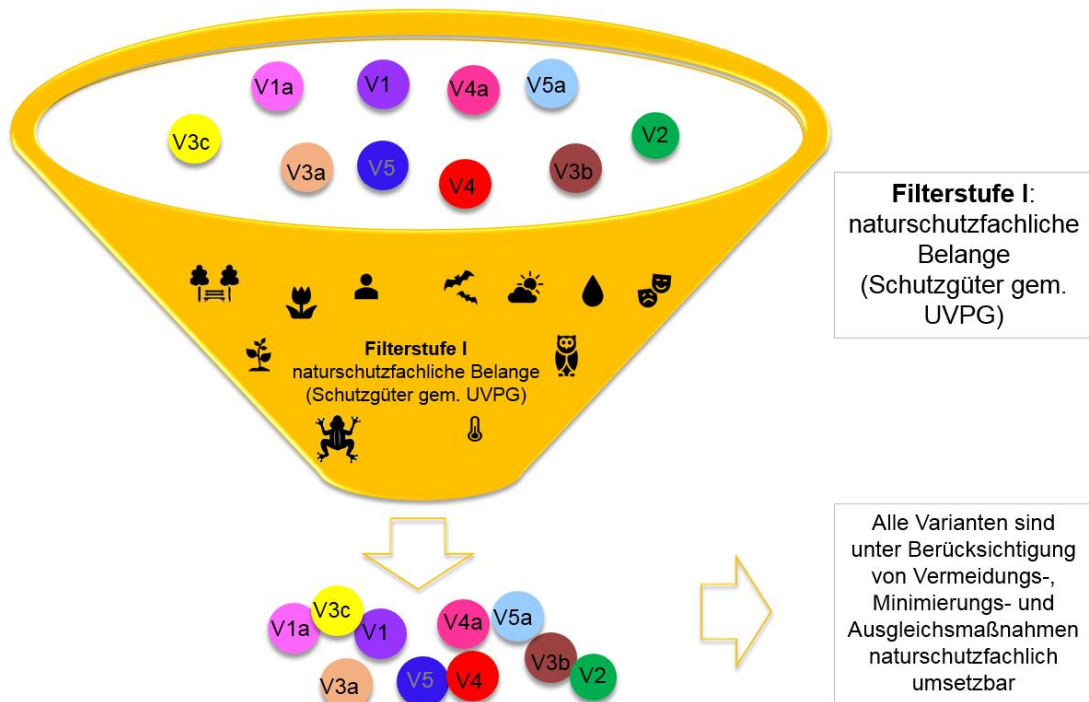 V1a
V1
V4a
V5a
V3c
V2
V3a
V5
V4
V3b
Filterstufe I
naturschutzfachliche Belange
(Schutzgüter gem. UVPG)
Filterstufe I:
naturschutzfachliche
Belange
(Schutzgüter gem.
UVPG)
V3c
V1a
V1
V4a
V5a
V3a
V5
V4
V3b
V2
Alle Varianten sind
unter Berücksichtigung
von Vermeidungs-,
Minimierungs- und
Ausgleichsmaßnahmen
naturschutzfachlich
umsetzbar